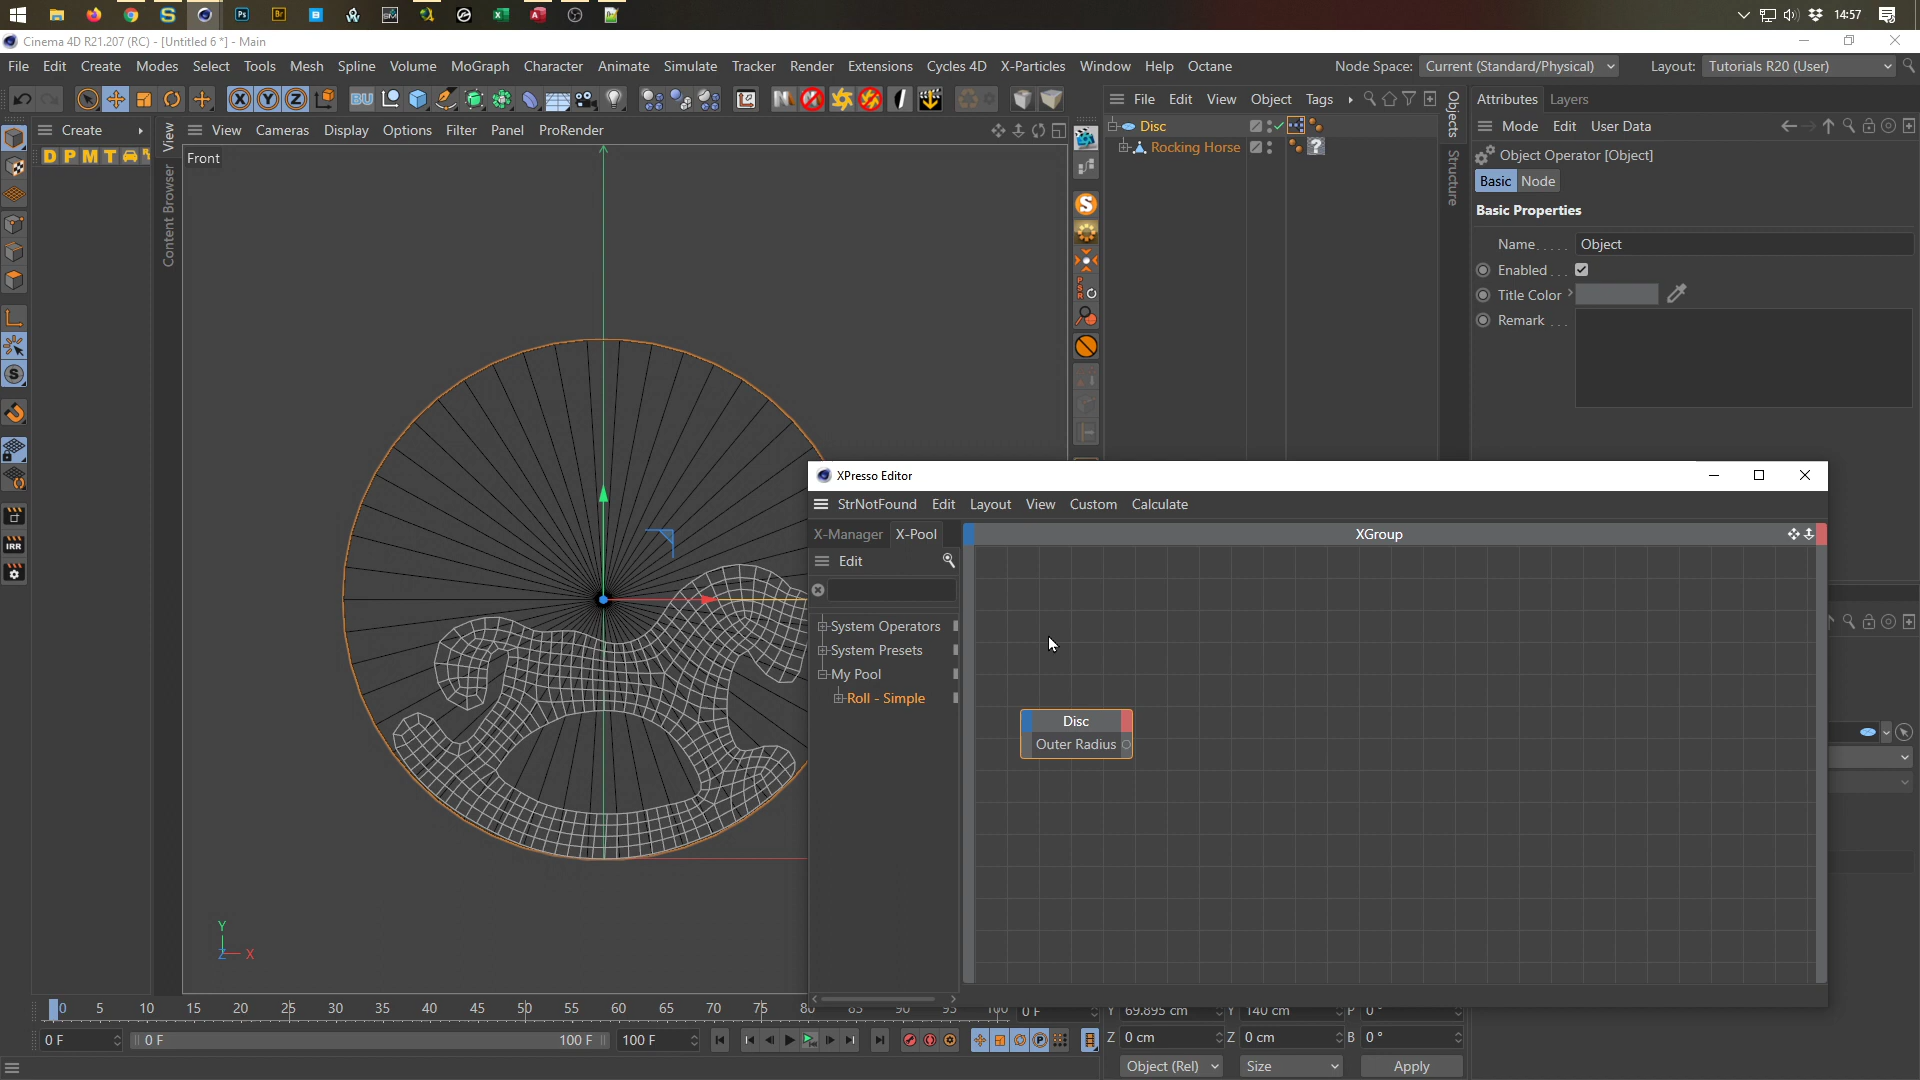 14:57
Cinema 4D R21.207 (RC) - [Untitled 6 *] - Main
File Edit Create Modes Select Tools Mesh Spline Volume MoGraph Character Animate Simulate Tracker Render Extensions Cycles 4D X-Particles Window Help Octane
Node Space: Current (Standard/Physical) Layout: Tutorials R20 (User)
File Edit View Object Tags
Attributes Layers
Create
View Cameras Display Options Filter Panel ProRender
Mode Edit User Data
View
Content Browser
Objects
Structure
Front
Disc
Rocking Horse
Object Operator [Object]
Basic Node
Basic Properties
Name Object
Enabled
Title Color
Remark
XPresso Editor
StrNotFound Edit Layout View Custom Calculate
X-Manager X-Pool
XGroup
Edit
System Operators
System Presets
My Pool
Roll - Simple
Disc
Outer Radius
Y
Z X
0 5 10 15 20 25 30 35 40 45 50 55 60 65 70 75 80 85 90 95 100 0 F
0 F 0 F 100 F 100 F
Y 69.895 cm Y 140 cm P 0 °
Z 0 cm Z 0 cm B 0 °
Object (Rel) Size Apply